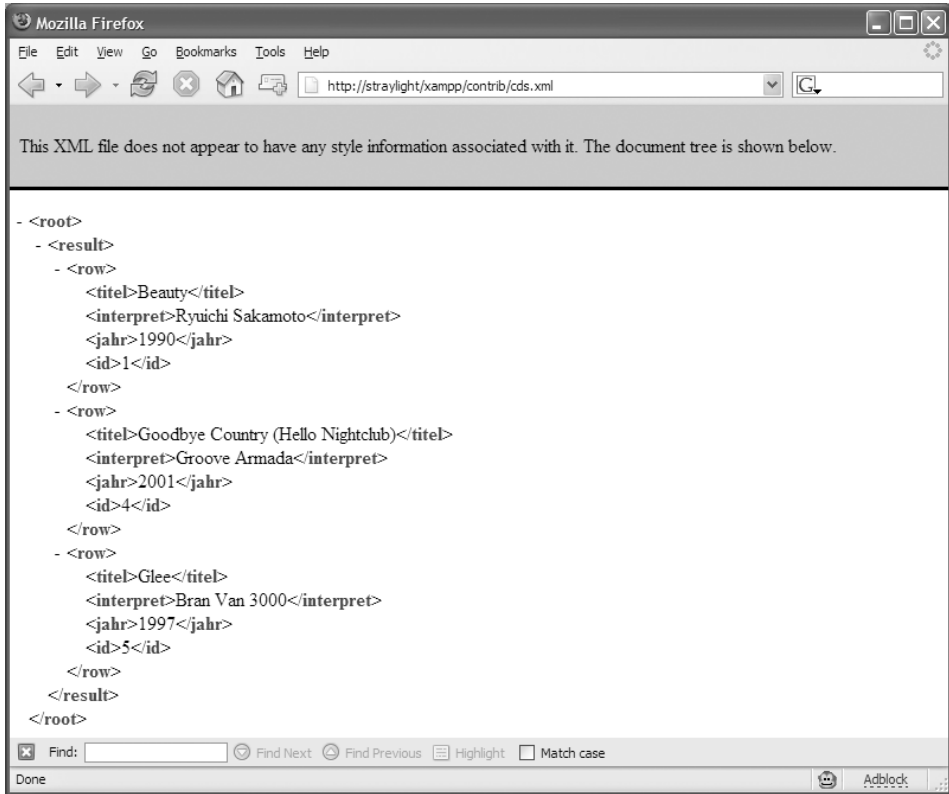 Mozilla Firefox
File Edit View Go Bookmarks Tools Help
http://straylight/xampp/contrib/cds.xml
G
This XML file does not appear to have any style information associated with it. The document tree is shown below.
- <root>
- <result>
- <row>
<titel>Beauty</titel>
<interpret>Ryuichi Sakamoto</interpret>
<jahr>1990</jahr>
<id>1</id>
</row>
- <row>
<titel>Goodbye Country (Hello Nightclub)</titel>
<interpret>Groove Armada</interpret>
<jahr>2001</jahr>
<id>4</id>
</row>
- <row>
<titel>Glee</titel>
<interpret>Bran Van 3000</interpret>
<jahr>1997</jahr>
<id>5</id>
</row>
</result>
</root>
Find: Find Next Find Previous Highlight Match case
Done Adblock